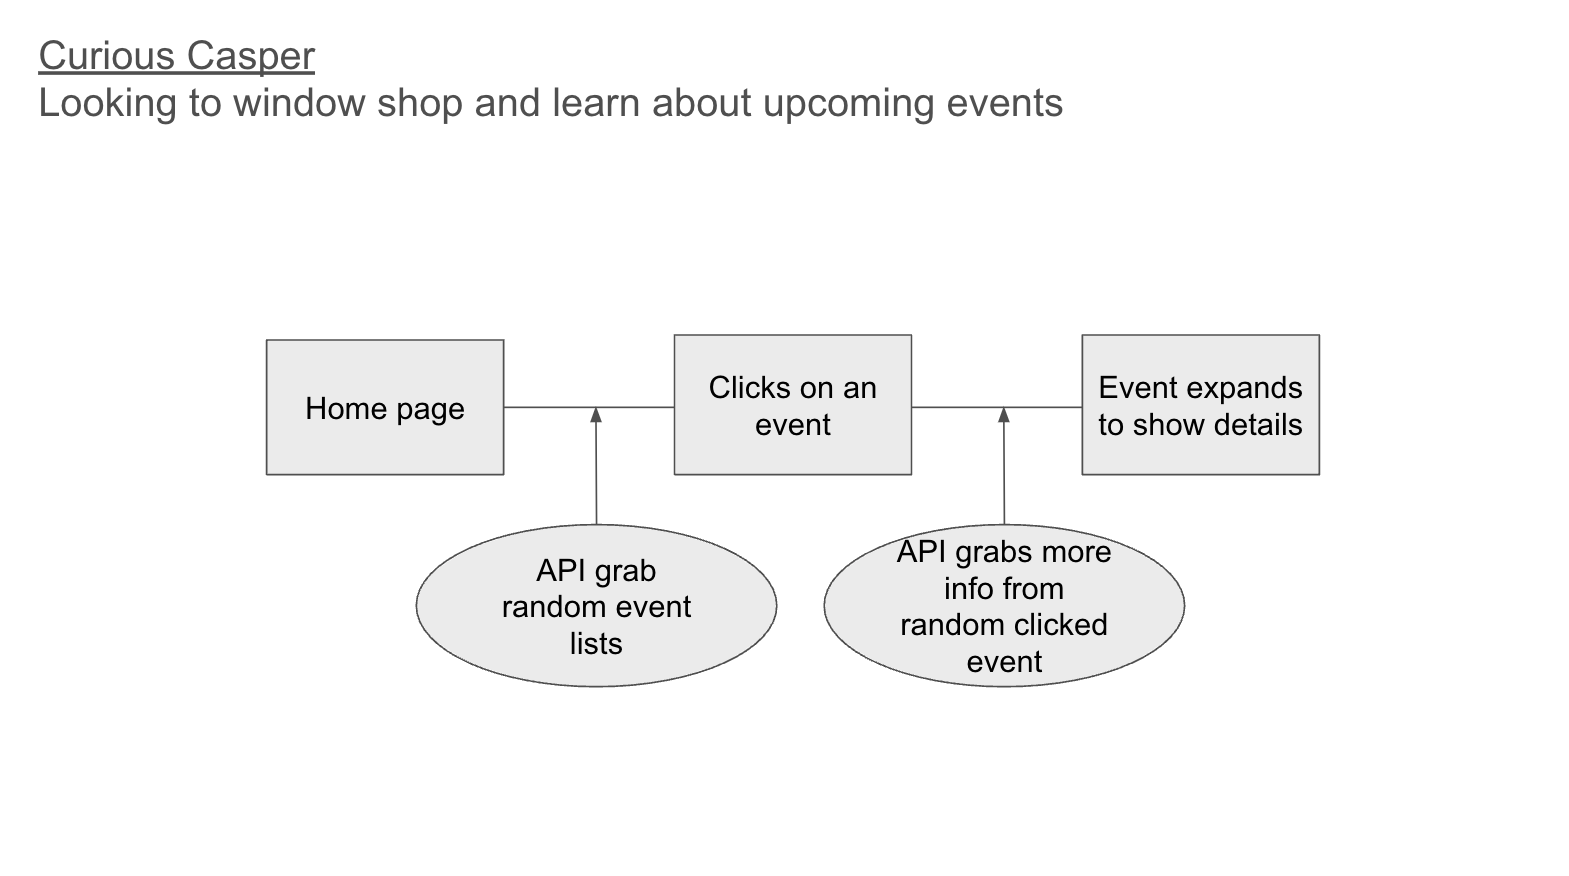 Curious Casper
Looking to window shop and learn about upcoming events
Home page
Clicks on an
event
Event expands
to show details
API grab
random event
lists
API grabs more
info from
random clicked
event